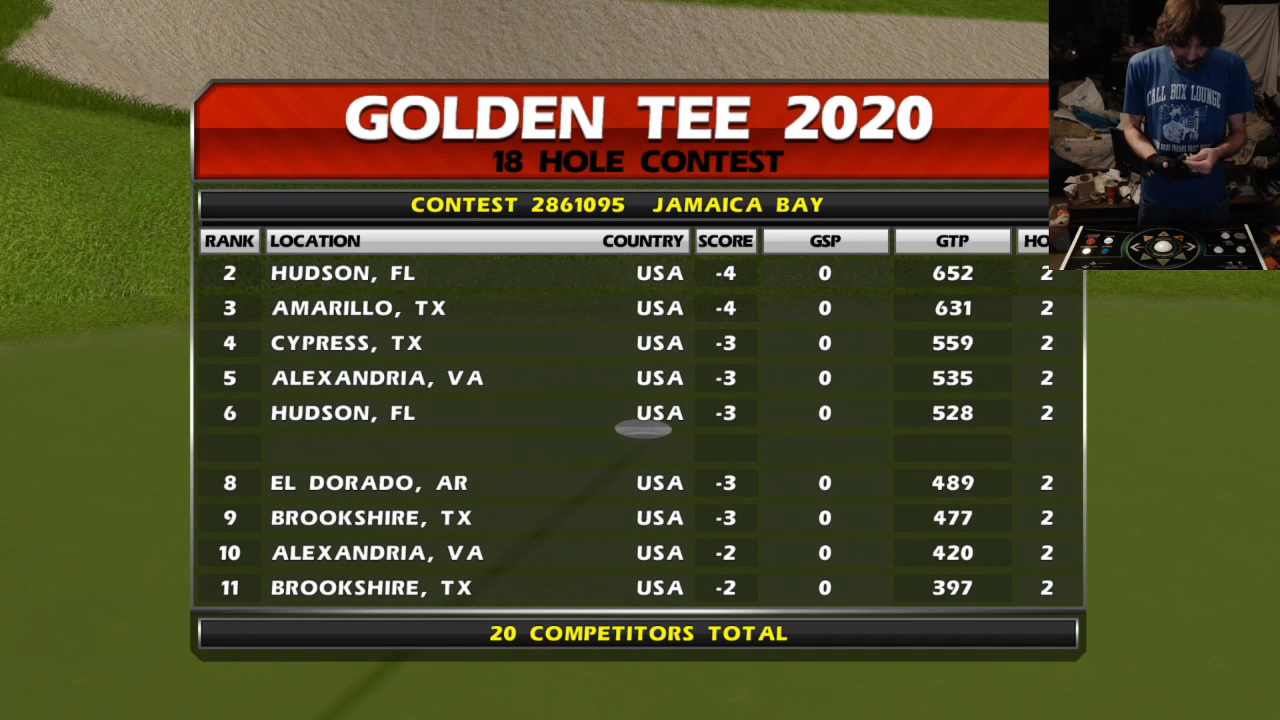 GOLDEN TEE 2020
18 HOLE CONTEST
CONTEST 2861095 JAMAICA BAY
RANK LOCATION COUNTRY SCORE GSP GTP HO
2 HUDSON, FL USA -4 0 652 2
3 AMARILLO, TX USA -4 0 631 2
4 CYPRESS, TX USA -3 0 559 2
5 ALEXANDRIA, VA USA -3 0 535 2
6 HUDSON, FL USA -3 0 528 2
8 EL DORADO, AR USA -3 0 489 2
9 BROOKSHIRE, TX USA -3 0 477 2
10 ALEXANDRIA, VA USA -2 0 420 2
11 BROOKSHIRE, TX USA -2 0 397 2
20 COMPETITORS TOTAL
CALL BOX LOUNGE